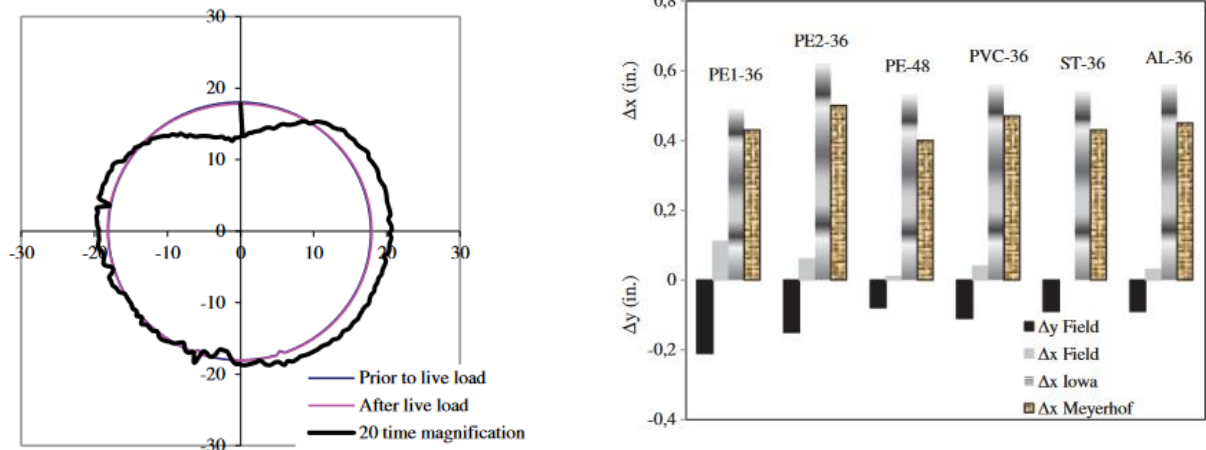 30
20
10
0
-30
-20
-10
0
10
20
30
-10
-20
-30
Prior to live load
After live load
20 time magnification
0,8
0,6
0,4
0,2
0
-0,2
-0,4
Δx (in.)
Δy (in.)
PE1-36
PE2-36
PE-48
PVC-36
ST-36
AL-36
Δy Field
Δx Field
Δx Iowa
Δx Meyerhof